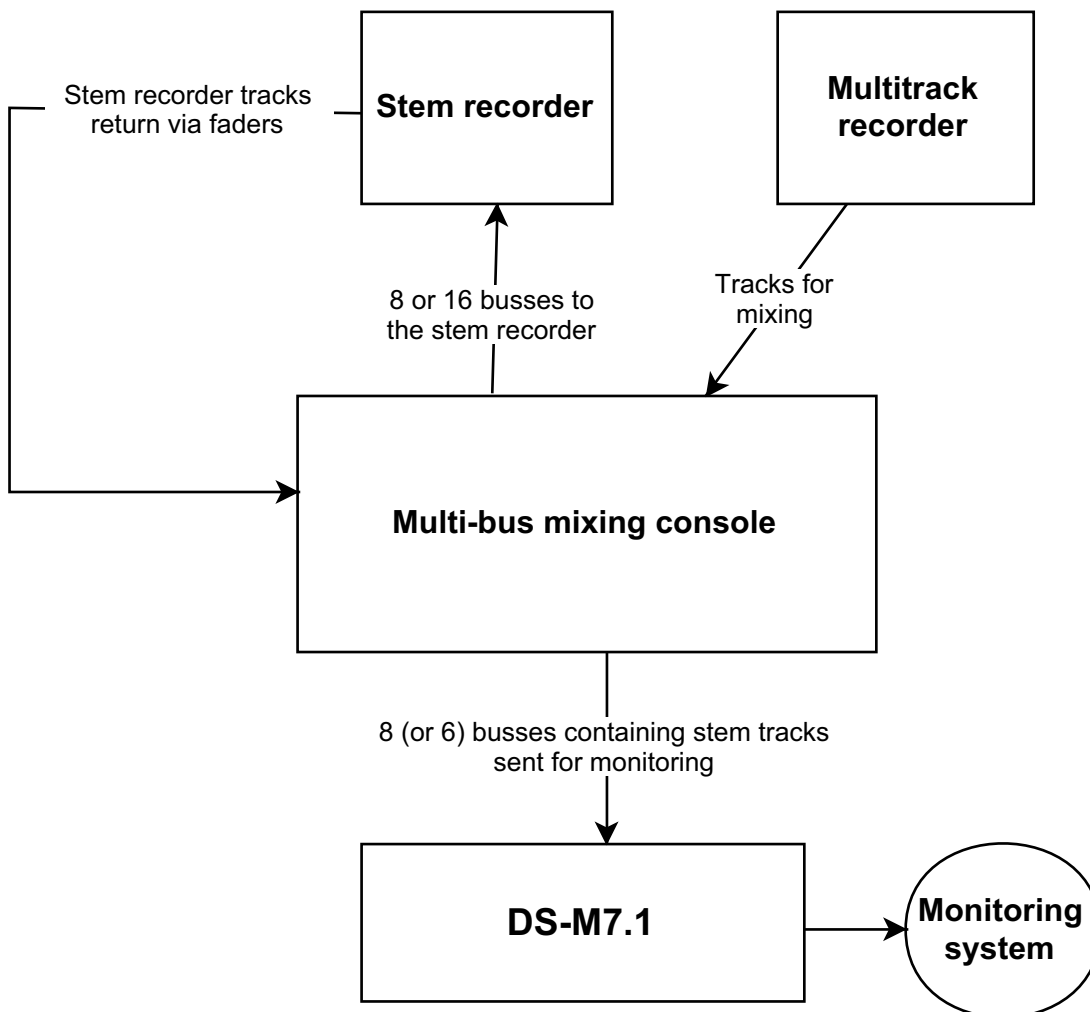 Stem recorder tracks
return via faders
Stem recorder
Multitrack
recorder
8 or 16 busses to
the stem recorder
Tracks for
mixing
Multi-bus mixing console
8 (or 6) busses containing stem tracks
sent for monitoring
DS-M7.1
Monitoring
system